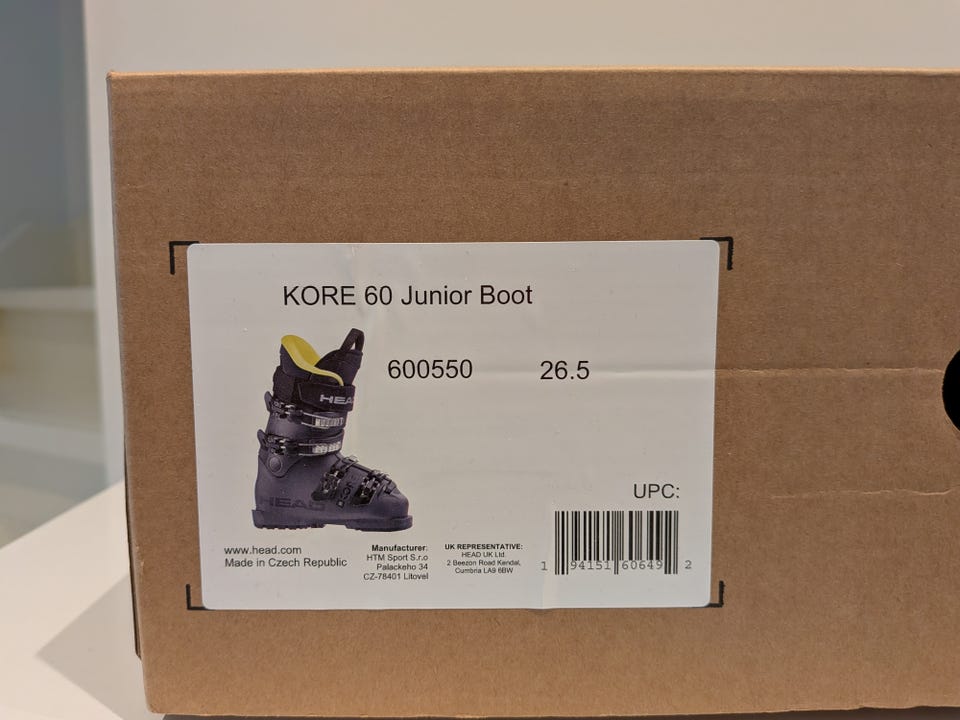 KORE 60 Junior Boot
600550 26.5
HEAD
HEAD
UPC:
1 94151 60649 2
www.head.com
Made in Czech Republic
Manufacturer:
HTM Sport S.r.o
Palackeho 34
CZ-78401 Litovel
UK REPRESENTATIVE:
HEAD UK Ltd.
2 Beezon Road Kendal,
Cumbria LA9 6BW